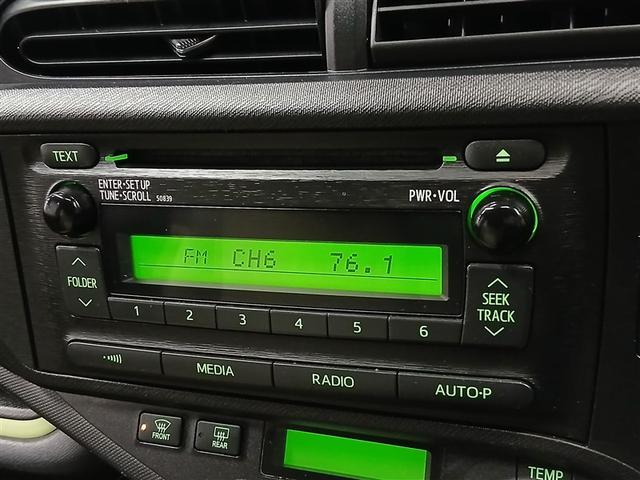 TEXT
ENTER·SETUP
TUNE·SCROLL 50839
PWR·VOL
FM CH6 76.1
FOLDER
SEEK
TRACK
1 2 3 4 5 6
MEDIA
RADIO
AUTO·P
FRONT
REAR
TEMP